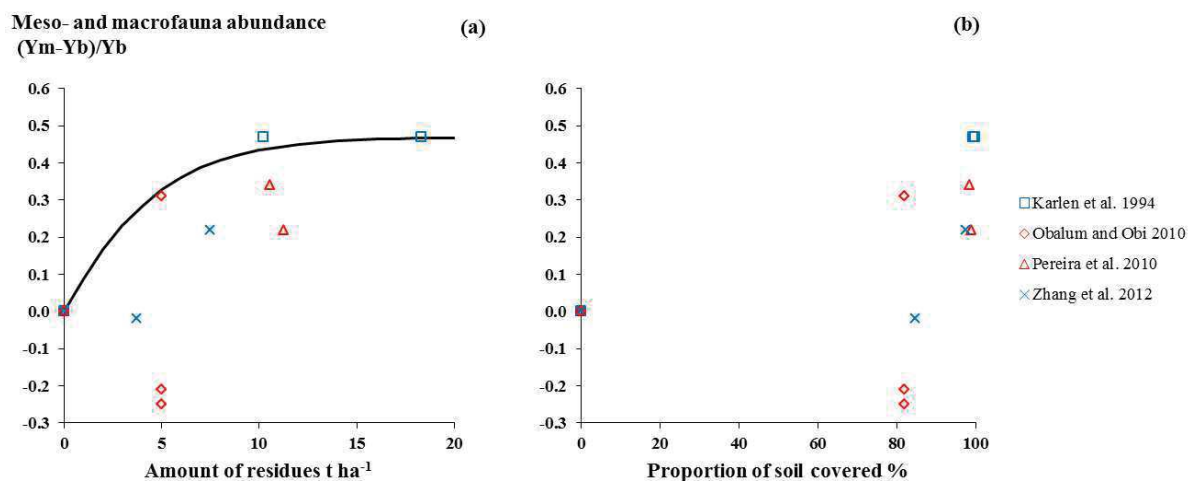 Meso- and macrofauna abundance
(Ym-Yb)/Yb
(a)
(b)
0.6
0.5
0.4
0.3
0.2
0.1
0.0
-0.1
-0.2
-0.3
0 5 10 15 20
Amount of residues t ha⁻¹
0.6
0.5
0.4
0.3
0.2
0.1
0.0
-0.1
-0.2
-0.3
0 20 40 60 80 100
Proportion of soil covered %
Karlen et al. 1994
Obalum and Obi 2010
Pereira et al. 2010
Zhang et al. 2012